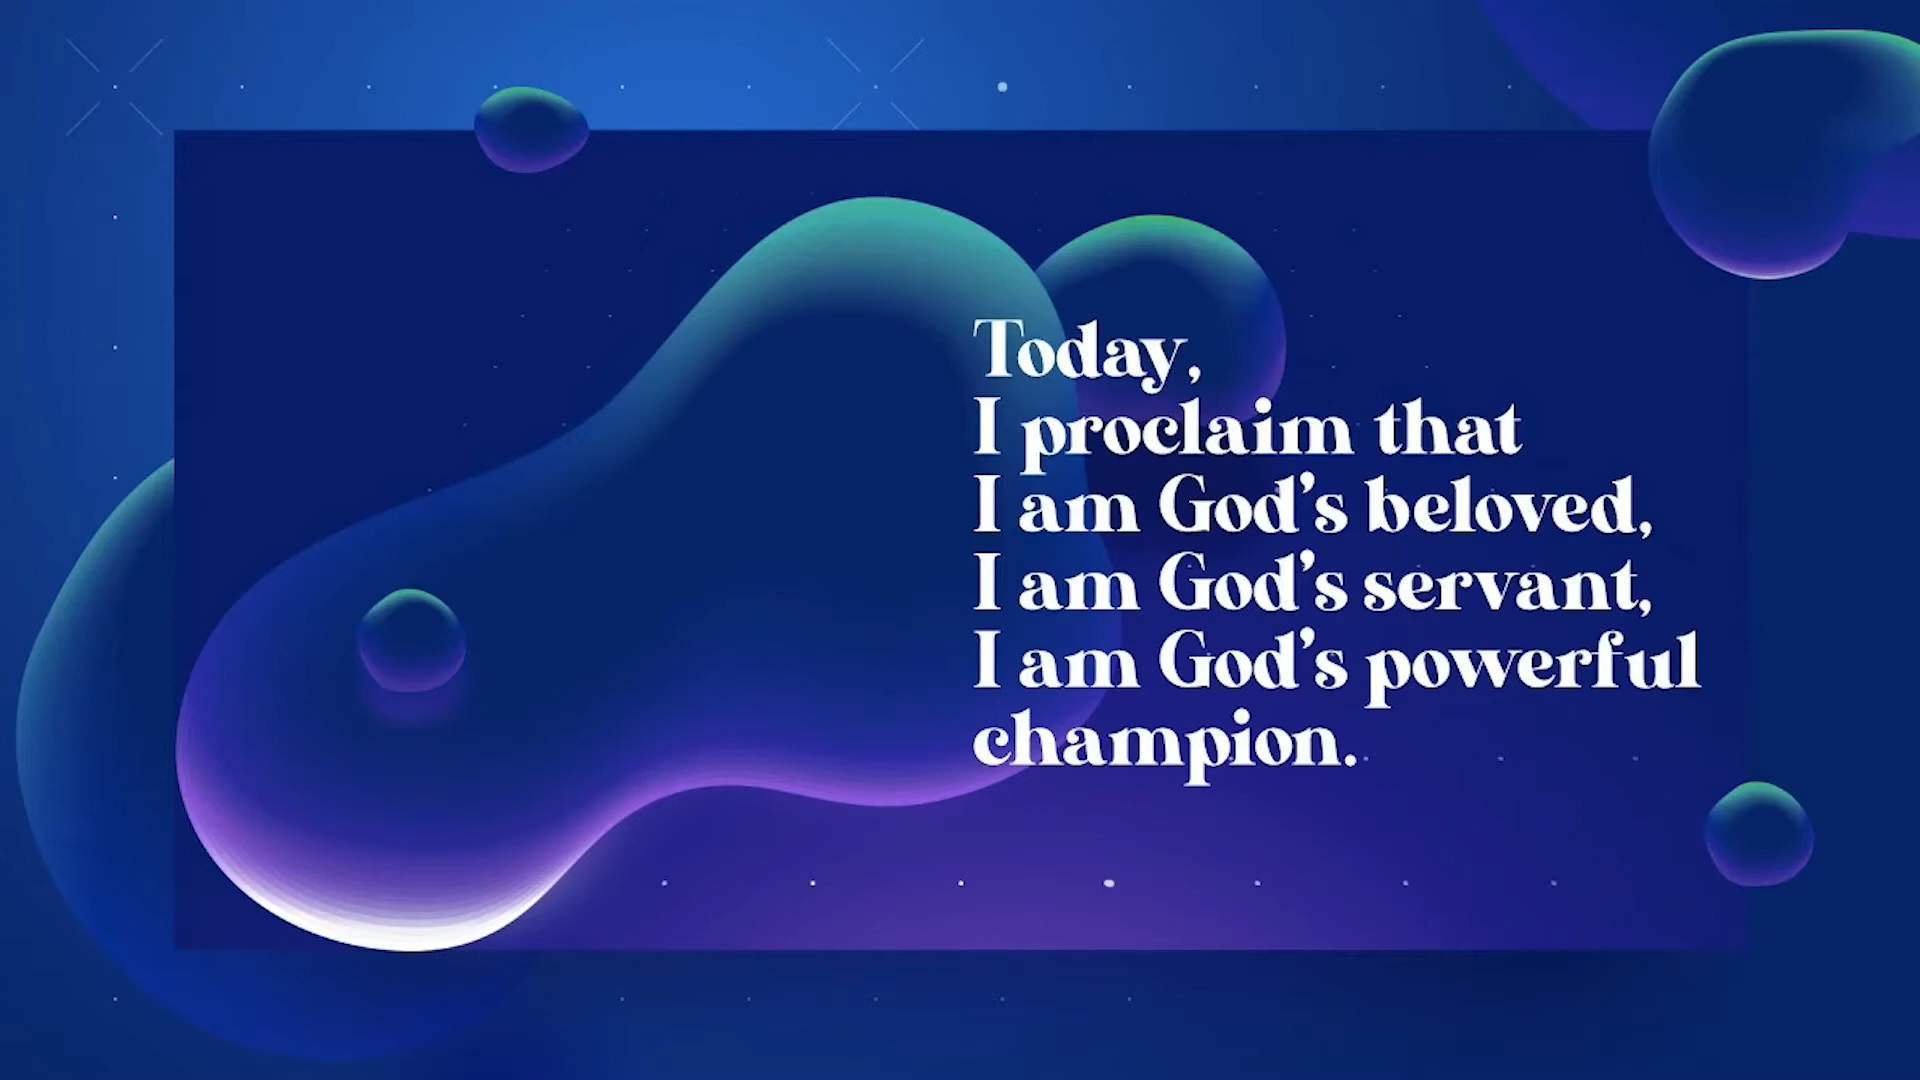 Today,
I proclaim that
I am God’s beloved,
I am God’s servant,
I am God’s powerful
champion.